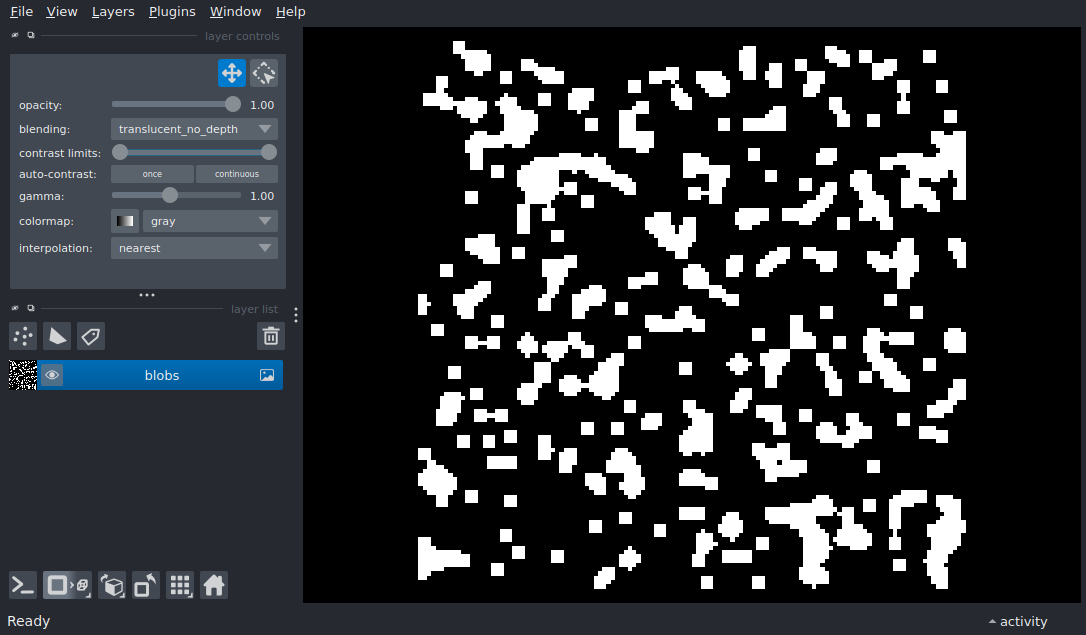 File View Layers Plugins Window Help
layer controls
opacity: 1.00
blending: translucent_no_depth
contrast limits:
auto-contrast: once continuous
gamma: 1.00
colormap: gray
interpolation: nearest
layer list
blobs
Ready activity